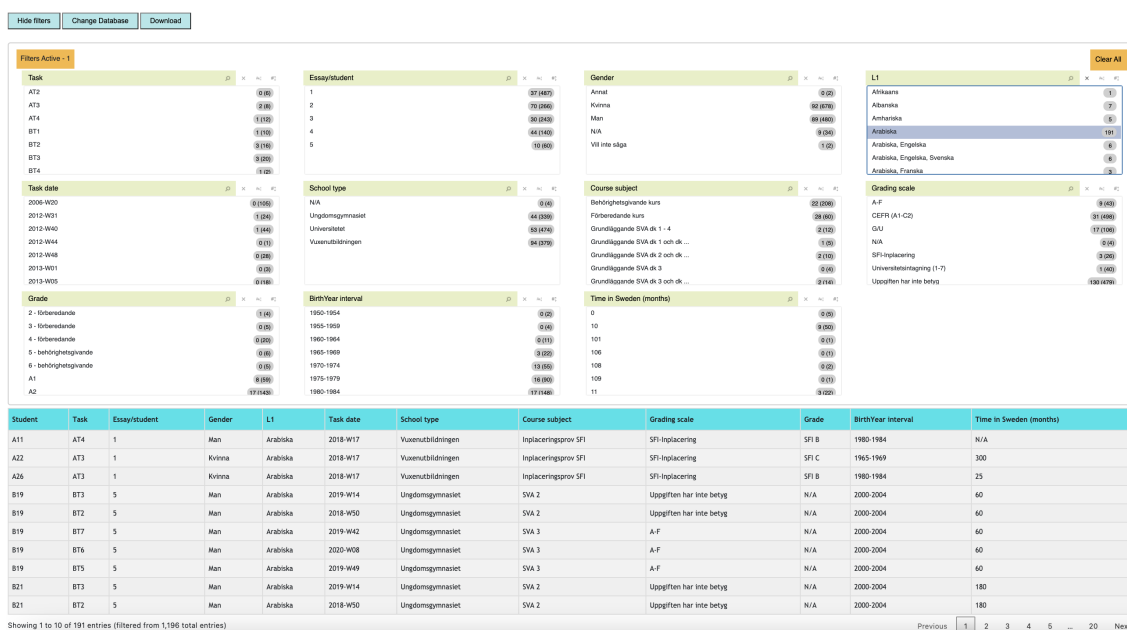 Hide filters Change Database Download
Filters Active - 1 Clear All
Task Essay/student Gender L1
AT2 0 (6) 1 37 (487) Annat 0 (2) Afrikaans 1
AT3 2 (8) 2 70 (266) Kvinna 92 (678) Albanska 7
AT4 1 (12) 3 30 (243) Man 89 (480) Amhariska 5
BT1 1 (10) 4 44 (140) N/A 9 (34) Arabiska 191
BT2 3 (16) 5 10 (60) Vill inte säga 1 (2) Arabiska, Engelska 6
BT3 3 (20) Arabiska, Engelska, Svenska 6
BT4 1 (2) Arabiska, Franska 3
Task date School type Course subject Grading scale
2006-W20 0 (105) N/A 0 (4) Behörighetsgivande kurs 22 (208) A-F 9 (43)
2012-W31 1 (24) Ungdomsgymnasiet 44 (339) Förberedande kurs 28 (60) CEFR (A1-C2) 31 (498)
2012-W40 1 (44) Universitetet 53 (474) Grundläggande SVA dk 1 - 4 2 (12) G/U 17 (106)
2012-W44 0 (1) Vuxenutbildningen 94 (379) Grundläggande SVA dk 1 och dk ... 1 (5) N/A 0 (4)
2012-W48 0 (28) Grundläggande SVA dk 2 och dk ... 2 (10) SFI-Inplacering 3 (26)
2013-W01 0 (3) Grundläggande SVA dk 3 0 (4) Universitetsintagning (1-7) 1 (40)
2013-W05 0 (18) Grundläggande SVA dk 3 och dk ... 2 (14) Uppgiften har inte betyg 130 (479)
Grade BirthYear interval Time in Sweden (months)
2 - förberedande 1 (4) 1950-1954 0 (2) 0 0 (5)
3 - förberedande 0 (5) 1955-1959 0 (4) 10 9 (50)
4 - förberedande 0 (20) 1960-1964 0 (11) 101 0 (1)
5 - behörighetsgivande 0 (6) 1965-1969 3 (22) 106 0 (1)
6 - behörighetsgivande 0 (5) 1970-1974 13 (55) 108 0 (2)
A1 8 (59) 1975-1979 16 (90) 109 0 (1)
A2 17 (143) 1980-1984 17 (148) 11 3 (22)
Student Task Essay/student Gender L1 Task date School type Course subject Grading scale Grade BirthYear interval Time in Sweden (months)
A11 AT4 1 Man Arabiska 2018-W17 Vuxenutbildningen Inplaceringsprov SFI SFI-Inplacering SFI B 1980-1984 N/A
A22 AT3 1 Kvinna Arabiska 2018-W17 Vuxenutbildningen Inplaceringsprov SFI SFI-Inplacering SFI C 1965-1969 300
A26 AT3 1 Kvinna Arabiska 2018-W17 Vuxenutbildningen Inplaceringsprov SFI SFI-Inplacering SFI B 1980-1984 25
B19 BT3 5 Man Arabiska 2019-W14 Ungdomsgymnasiet SVA 2 Uppgiften har inte betyg N/A 2000-2004 60
B19 BT2 5 Man Arabiska 2018-W50 Ungdomsgymnasiet SVA 2 Uppgiften har inte betyg N/A 2000-2004 60
B19 BT7 5 Man Arabiska 2019-W42 Ungdomsgymnasiet SVA 3 A-F N/A 2000-2004 60
B19 BT6 5 Man Arabiska 2020-W08 Ungdomsgymnasiet SVA 3 A-F N/A 2000-2004 60
B19 BT5 5 Man Arabiska 2019-W49 Ungdomsgymnasiet SVA 3 A-F N/A 2000-2004 60
B21 BT3 5 Man Arabiska 2019-W14 Ungdomsgymnasiet SVA 2 Uppgiften har inte betyg N/A 2000-2004 180
B21 BT2 5 Man Arabiska 2018-W50 Ungdomsgymnasiet SVA 2 Uppgiften har inte betyg N/A 2000-2004 180
Showing 1 to 10 of 191 entries (filtered from 1,196 total entries) Previous 1 2 3 4 5 ... 20 Nex